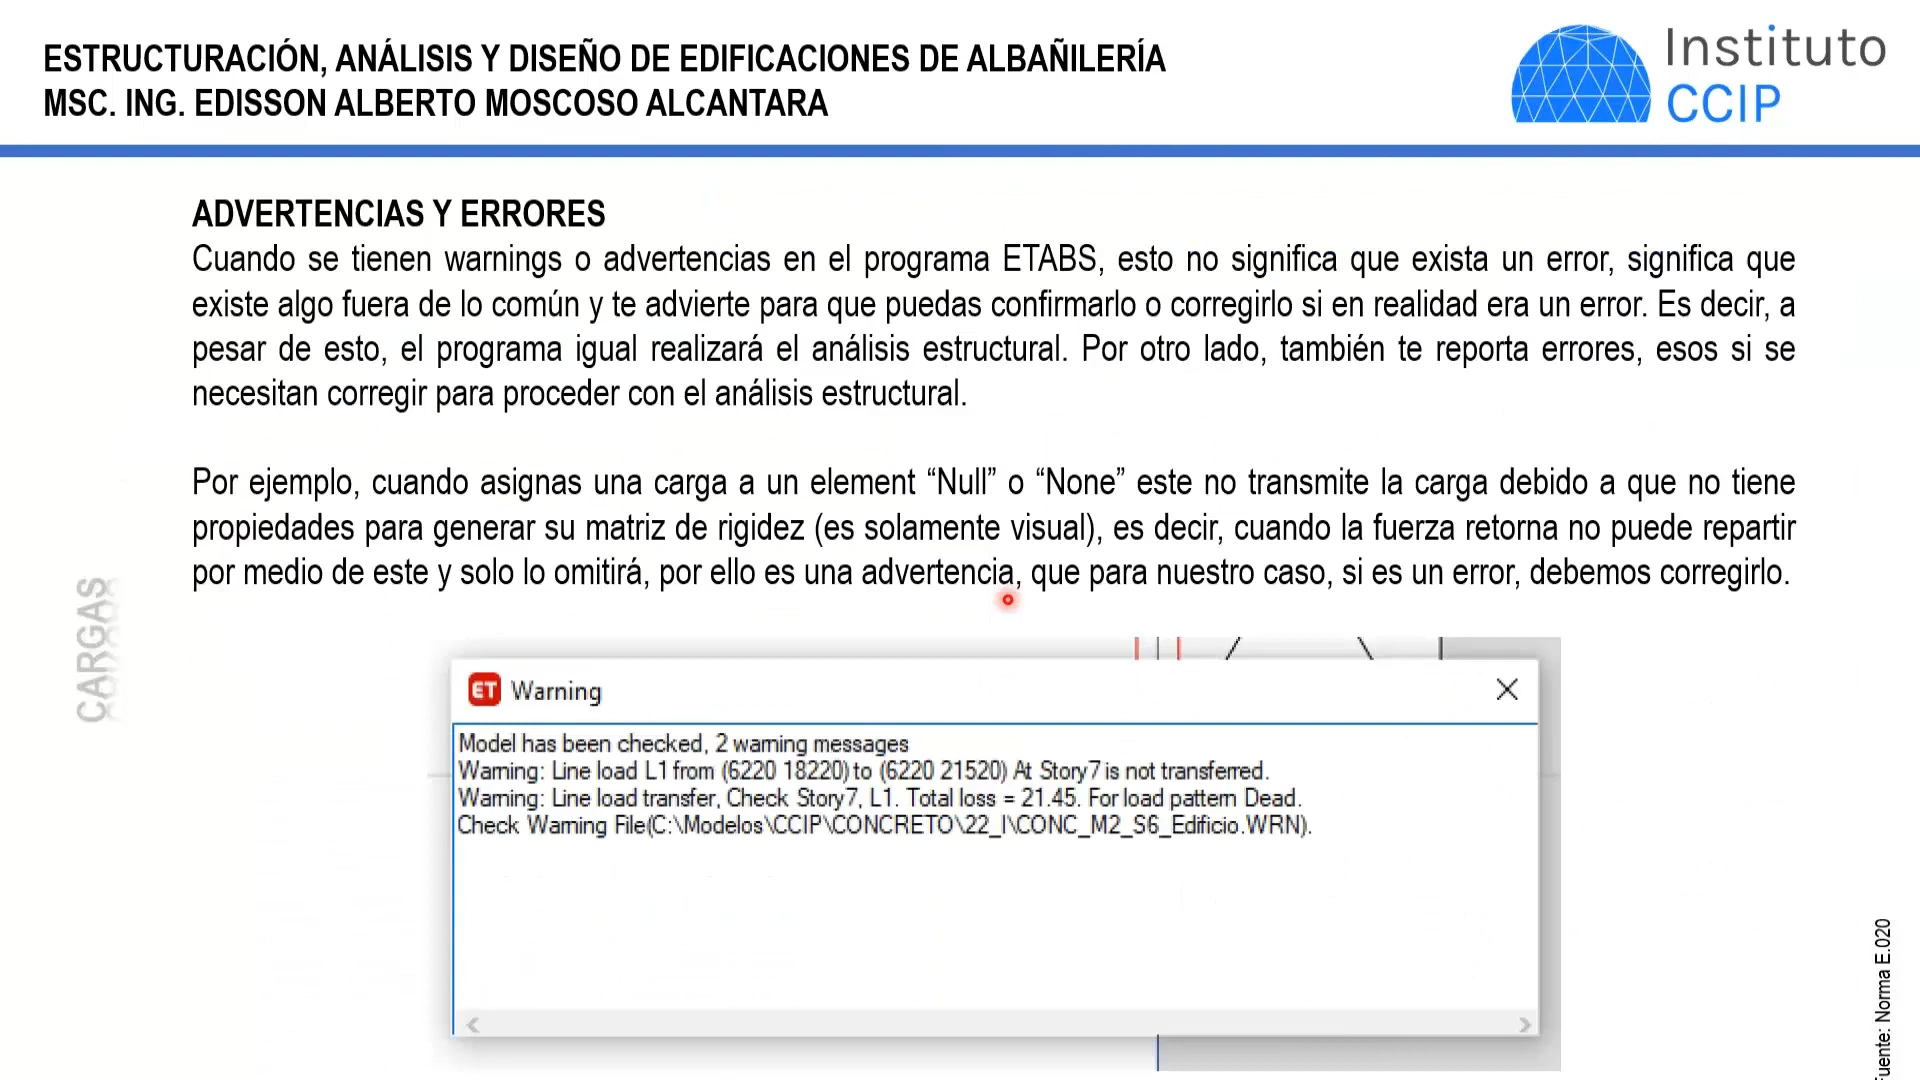 ESTRUCTURACIÓN, ANÁLISIS Y DISEÑO DE EDIFICACIONES DE ALBAÑILERÍA
MSC. ING. EDISSON ALBERTO MOSCOSO ALCANTARA
Instituto
CCIP
ADVERTENCIAS Y ERRORES
Cuando se tienen warnings o advertencias en el programa ETABS, esto no significa que exista un error, significa que
existe algo fuera de lo común y te advierte para que puedas confirmarlo o corregirlo si en realidad era un error. Es decir, a
pesar de esto, el programa igual realizará el análisis estructural. Por otro lado, también te reporta errores, esos si se
necesitan corregir para proceder con el análisis estructural.
Por ejemplo, cuando asignas una carga a un element “Null” o “None” este no transmite la carga debido a que no tiene
propiedades para generar su matriz de rigidez (es solamente visual), es decir, cuando la fuerza retorna no puede repartir
por medio de este y solo lo omitirá, por ello es una advertencia, que para nuestro caso, si es un error, debemos corregirlo.
CARGAS
ET Warning
Model has been checked, 2 warning messages
Warning: Line load L1 from (6220 18220) to (6220 21520) At Story7 is not transferred.
Warning: Line load transfer, Check Story7, L1. Total loss = 21.45. For load pattern Dead.
Check Warning File(C:\Modelos\CCIP\CONCRETO\22_I\CONC_M2_S6_Edificio.WRN).
uente: Norma E.020